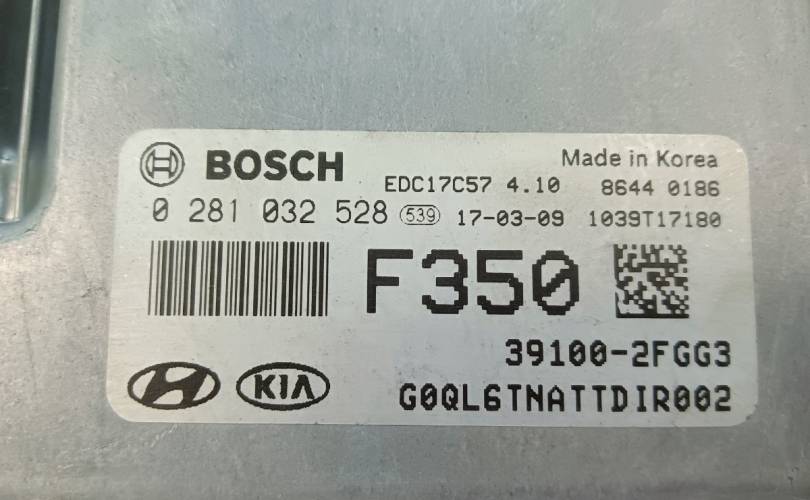 BOSCH
Made in Korea
EDC17C57 4.10 8644 0186
0 281 032 528 539 17-03-09 1039T17180
F350
39100-2FGG3
KIA
G0QL6TNATTDIR002